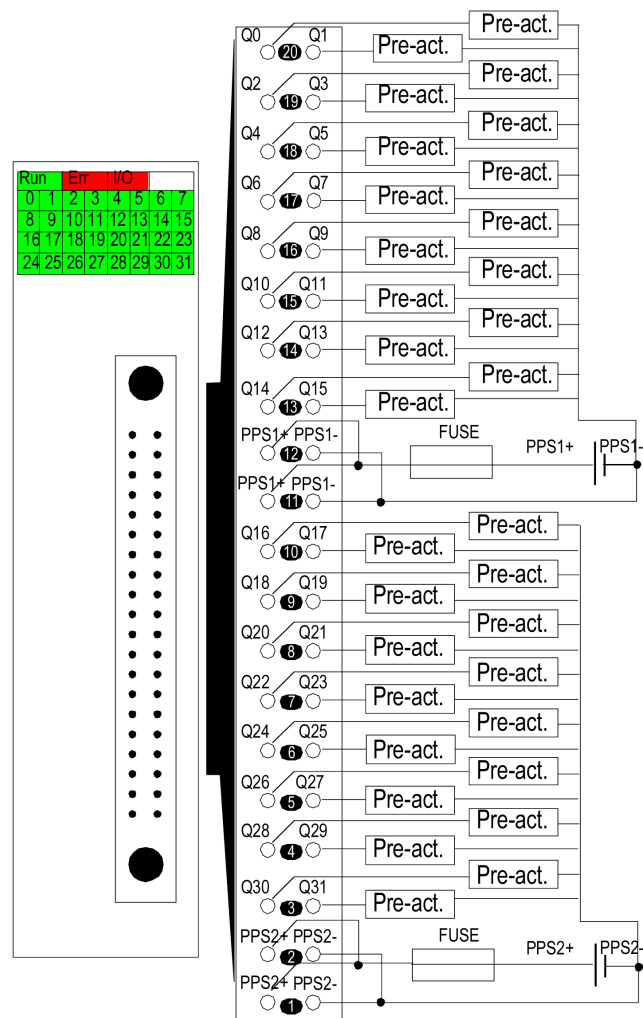 Run Err I/O
0 1 2 3 4 5 6 7
8 9 10 11 12 13 14 15
16 17 18 19 20 21 22 23
24 25 26 27 28 29 30 31
Q0 Q1 Pre-act.
20 Pre-act.
Q2 Q3 Pre-act.
19 Pre-act.
Q4 Q5 Pre-act.
18 Pre-act.
Q6 Q7 Pre-act.
17 Pre-act.
Q8 Q9 Pre-act.
16 Pre-act.
Q10 Q11 Pre-act.
15 Pre-act.
Q12 Q13 Pre-act.
14 Pre-act.
Q14 Q15 Pre-act.
13 Pre-act.
PPS1+ PPS1- FUSE PPS1+ PPS1-
12
PPS1+ PPS1-
11
Q16 Q17 Pre-act.
10 Pre-act.
Q18 Q19 Pre-act.
9 Pre-act.
Q20 Q21 Pre-act.
8 Pre-act.
Q22 Q23 Pre-act.
7 Pre-act.
Q24 Q25 Pre-act.
6 Pre-act.
Q26 Q27 Pre-act.
5 Pre-act.
Q28 Q29 Pre-act.
4 Pre-act.
Q30 Q31 Pre-act.
3 Pre-act.
PPS2+ PPS2- FUSE PPS2+ PPS2-
2
PPS2+ PPS2-
1